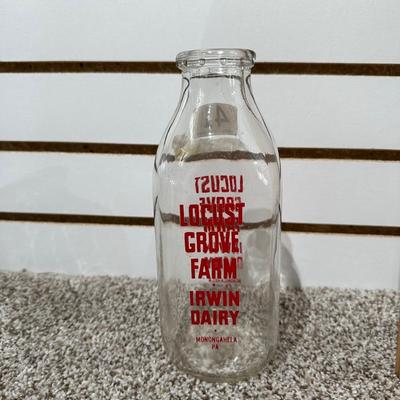 LOCUST
GROVE
FARM
IRWIN
DAIRY
MONONGAHELA
PA